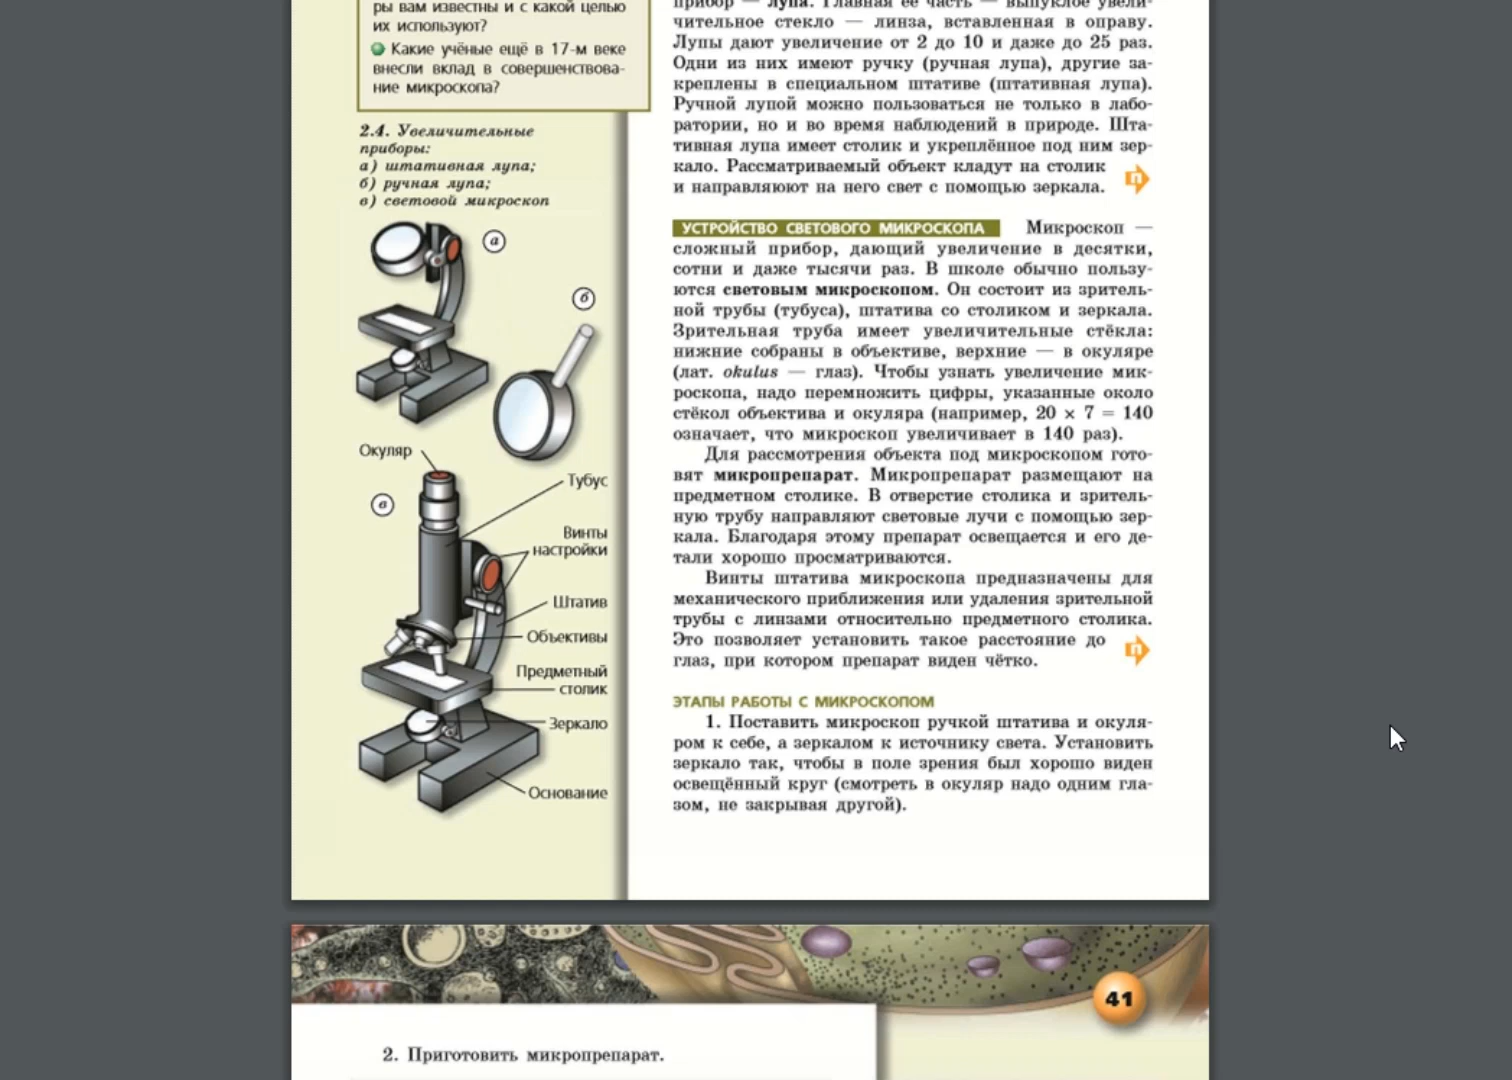 ры вам известны и с какой целью
их используют?
Какие учёные ещё в 17-м веке
внесли вклад в совершенствова-
ние микроскопа?
2.4. Увеличительные
приборы:
а) штативная лупа;
б) ручная лупа;
в) световой микроскоп
а
б
Окуляр
в
Тубус
Винты
настройки
Штатив
Объективы
Предметный
столик
Зеркало
Основание
прибор — лупа. Главная её часть — выпуклое увели-
чительное стекло — линза, вставленная в оправу.
Лупы дают увеличение от 2 до 10 и даже до 25 раз.
Одни из них имеют ручку (ручная лупа), другие за-
креплены в специальном штативе (штативная лупа).
Ручной лупой можно пользоваться не только в лабо-
ратории, но и во время наблюдений в природе. Шта-
тивная лупа имеет столик и укреплённое под ним зер-
кало. Рассматриваемый объект кладут на столик
и направляюют на него свет с помощью зеркала.
п
УСТРОЙСТВО СВЕТОВОГО МИКРОСКОПА Микроскоп —
сложный прибор, дающий увеличение в десятки,
сотни и даже тысячи раз. В школе обычно пользу-
ются световым микроскопом. Он состоит из зритель-
ной трубы (тубуса), штатива со столиком и зеркала.
Зрительная труба имеет увеличительные стёкла:
нижние собраны в объективе, верхние — в окуляре
(лат. okulus — глаз). Чтобы узнать увеличение мик-
роскопа, надо перемножить цифры, указанные около
стёкол объектива и окуляра (например, 20 × 7 = 140
означает, что микроскоп увеличивает в 140 раз).
Для рассмотрения объекта под микроскопом гото-
вят микропрепарат. Микропрепарат размещают на
предметном столике. В отверстие столика и зритель-
ную трубу направляют световые лучи с помощью зер-
кала. Благодаря этому препарат освещается и его де-
тали хорошо просматриваются.
Винты штатива микроскопа предназначены для
механического приближения или удаления зрительной
трубы с линзами относительно предметного столика.
Это позволяет установить такое расстояние до
глаз, при котором препарат виден чётко.
п
ЭТАПЫ РАБОТЫ С МИКРОСКОПОМ
1. Поставить микроскоп ручкой штатива и окуля-
ром к себе, а зеркалом к источнику света. Установить
зеркало так, чтобы в поле зрения был хорошо виден
освещённый круг (смотреть в окуляр надо одним гла-
зом, не закрывая другой).
41
2. Приготовить микропрепарат.